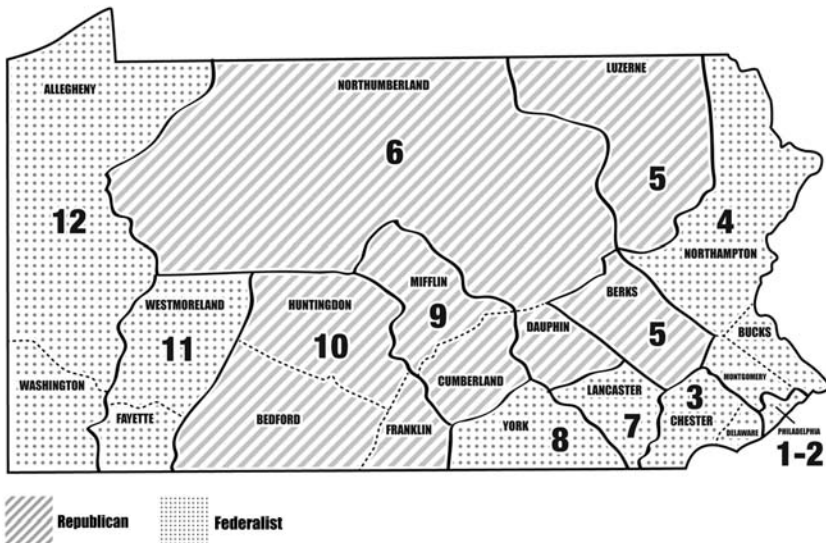 ALLEGHENY
NORTHUMBERLAND
LUZERNE
6
5
12
4
NORTHAMPTON
MIFFLIN
BERKS
WESTMORELAND
HUNTINGDON
9
DAUPHIN
BUCKS
11
10
5
WASHINGTON
CUMBERLAND
LANCASTER
3
MONTGOMERY
FAYETTE
BEDFORD
FRANKLIN
YORK
8
7
CHESTER
DELAWARE
PHILADELPHIA
1-2
Republican
Federalist